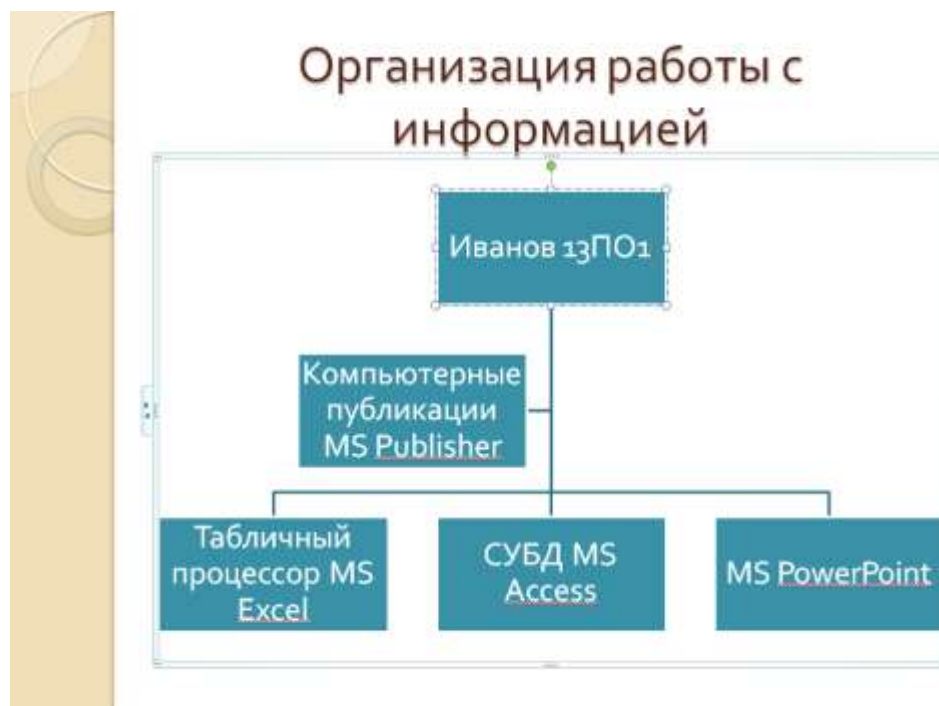 Организация работы с
информацией
Иванов 13ПО1
Компьютерные
публикации
MS Publisher
Табличный
процессор MS
Excel
СУБД MS
Access
MS PowerPoint